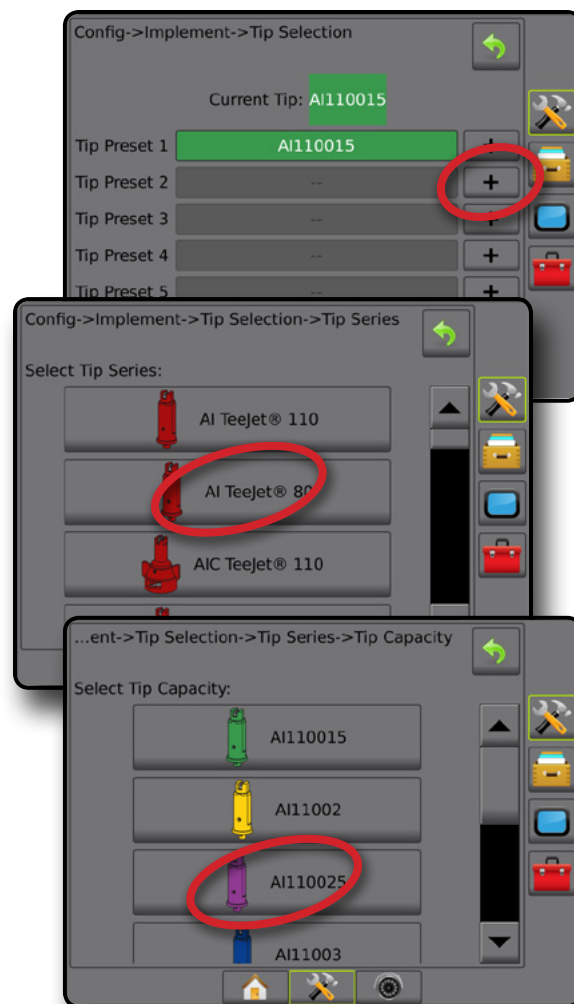 Config->Implement->Tip Selection
Current Tip: AI110015
Tip Preset 1 AI110015 +
Tip Preset 2 -- +
Tip Preset 3 -- +
Tip Preset 4 -- +
Tip Preset 5 -- +
Config->Implement->Tip Selection->Tip Series
Select Tip Series:
AI TeeJet® 110
AI TeeJet® 80
AIC TeeJet® 110
...ent->Tip Selection->Tip Series->Tip Capacity
Select Tip Capacity:
AI110015
AI11002
AI110025
AI11003